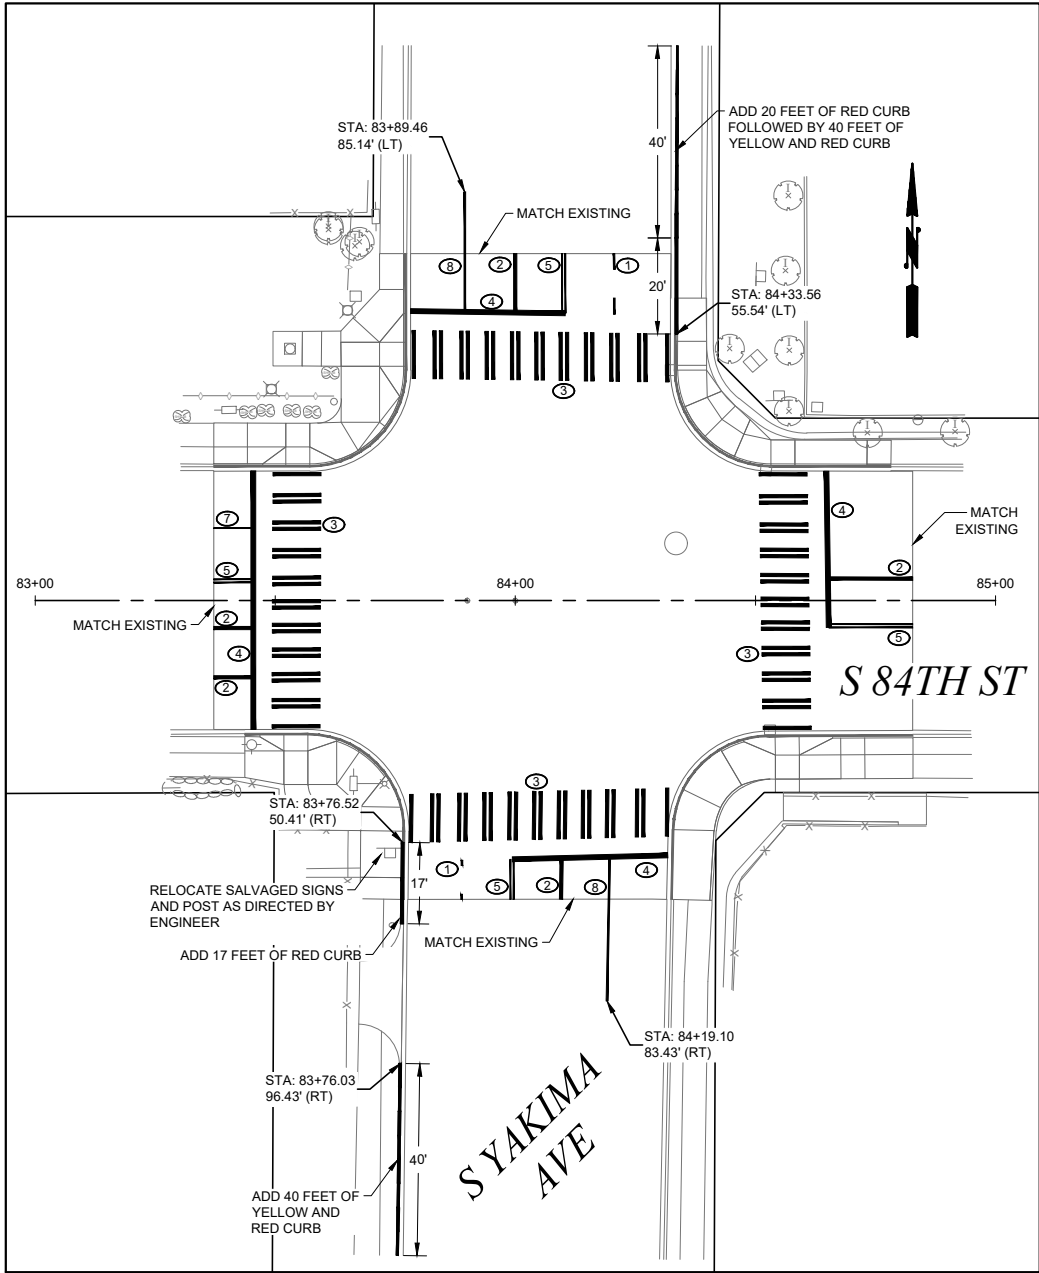 STA: 83+89.46
85.14' (LT)
40'
ADD 20 FEET OF RED CURB
FOLLOWED BY 40 FEET OF
YELLOW AND RED CURB
N
MATCH EXISTING
8
2
5
1
4
20'
STA: 84+33.56
55.54' (LT)
3
7
3
4
MATCH
EXISTING
5
2
83+00
84+00
85+00
2
MATCH EXISTING
5
4
3
2
S 84TH ST
3
STA: 83+76.52
50.41' (RT)
1
17'
5
2
8
4
RELOCATE SALVAGED SIGNS
AND POST AS DIRECTED BY
ENGINEER
MATCH EXISTING
ADD 17 FEET OF RED CURB
STA: 84+19.10
83.43' (RT)
STA: 83+76.03
96.43' (RT)
S YAKIMA
AVE
40'
ADD 40 FEET OF
YELLOW AND
RED CURB